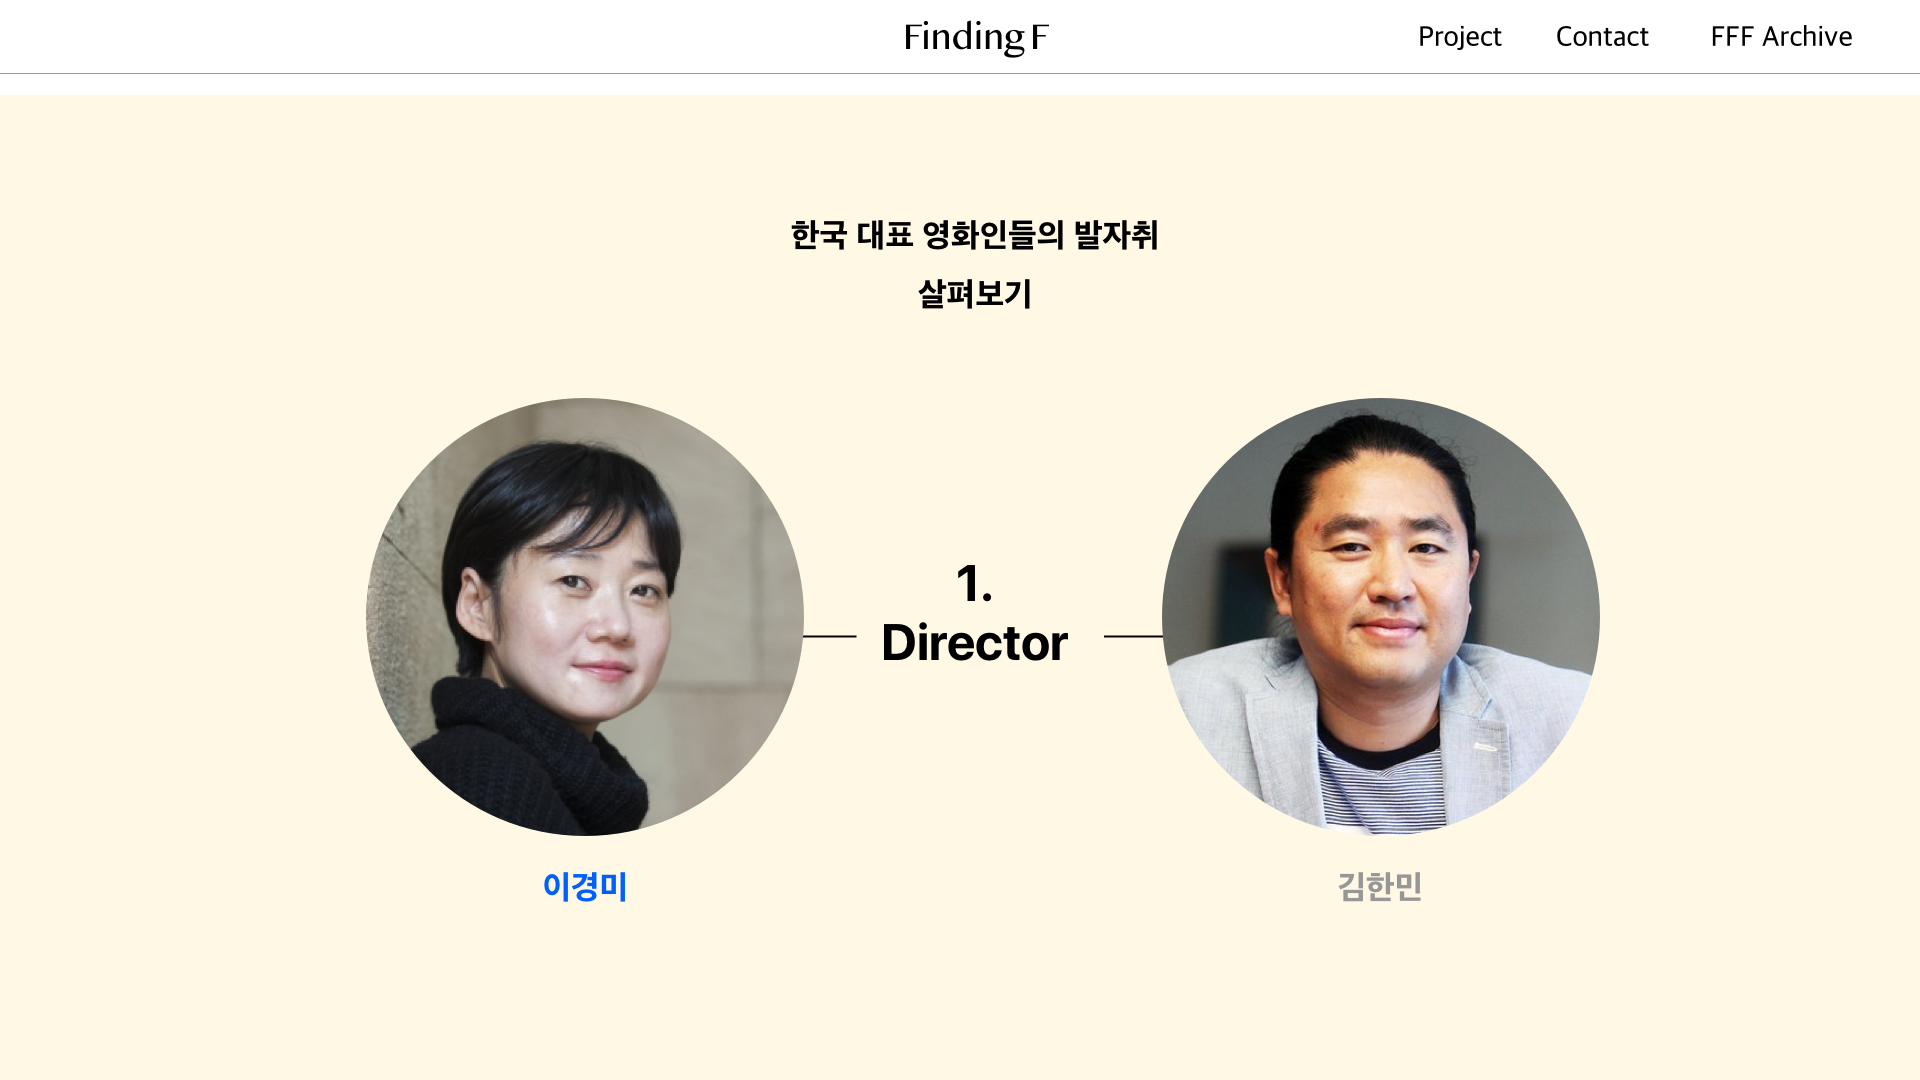 Finding F
Project
Contact
FFF Archive
한국 대표 영화인들의 발자취
살펴보기
1.
Director
이경미
김한민